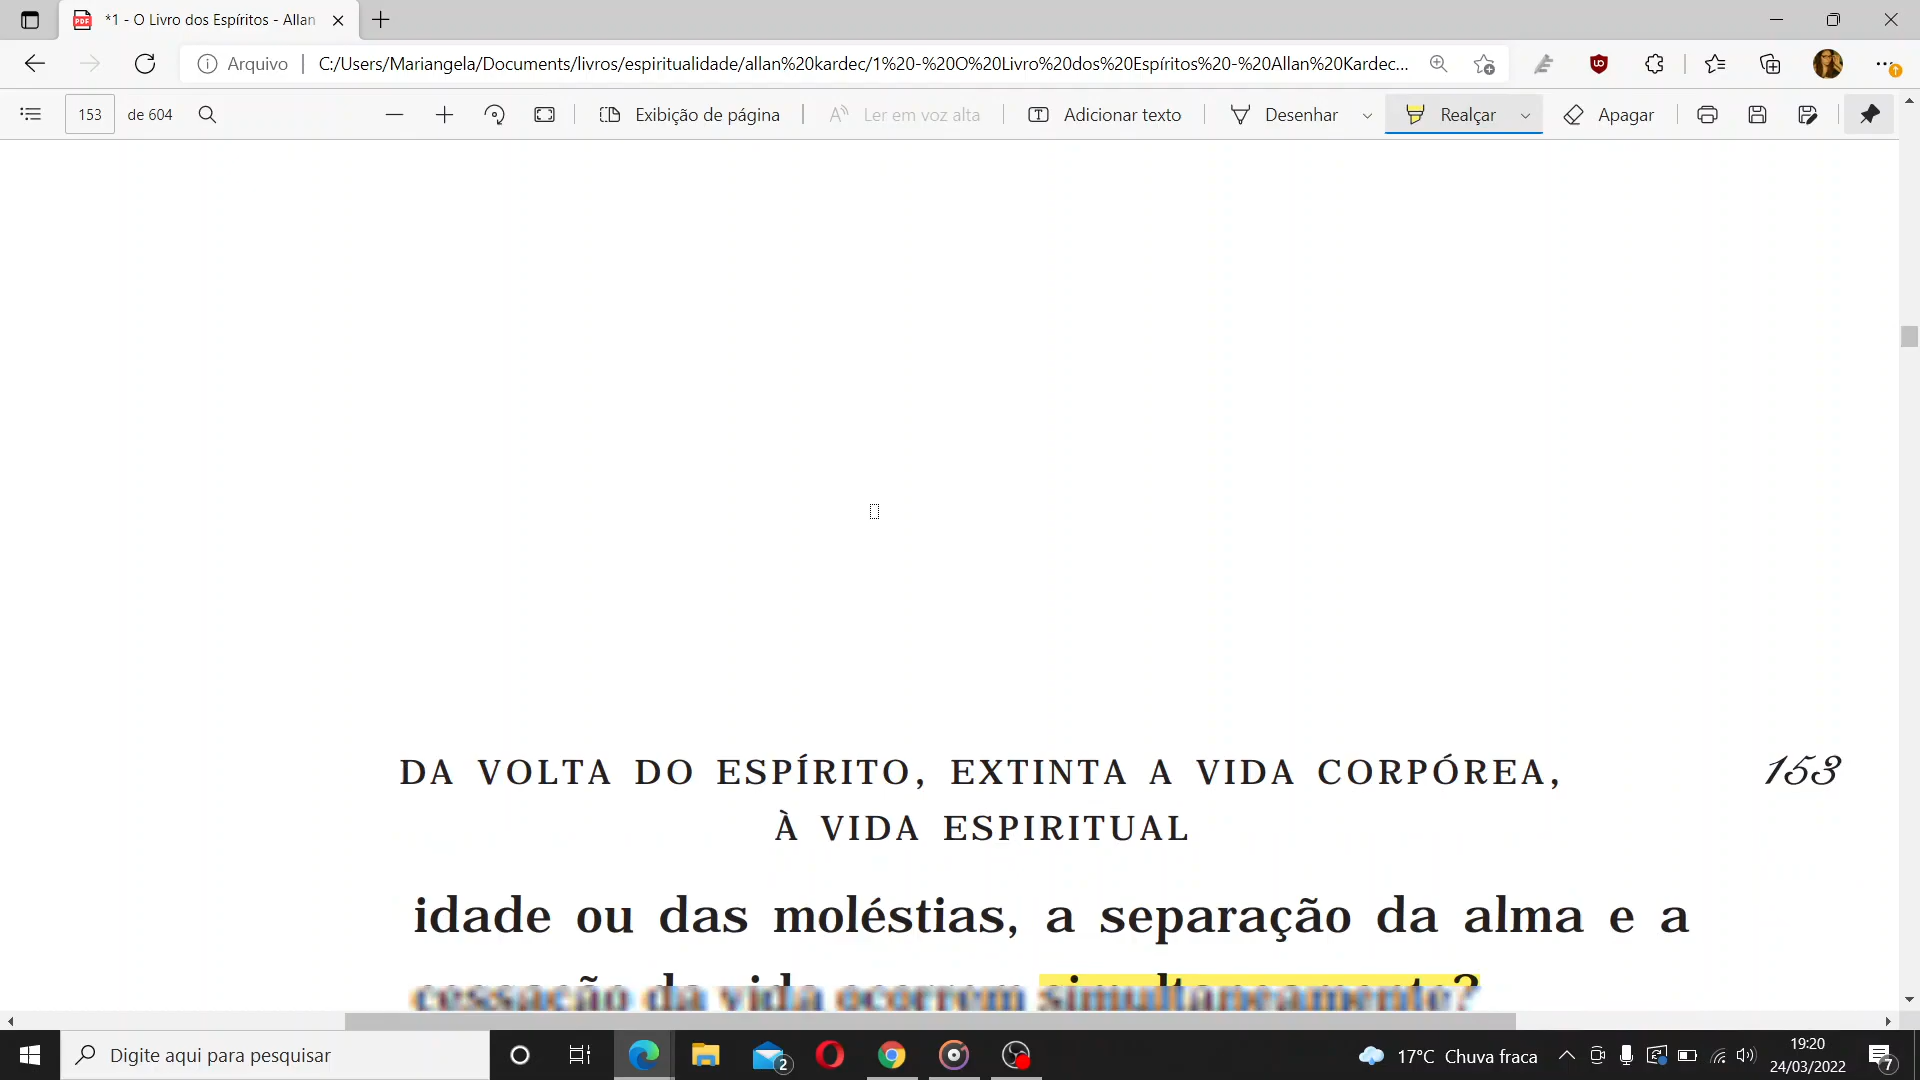 *1 - O Livro dos Espíritos - Allan
Arquivo C:/Users/Mariangela/Documents/livros/espiritualidade/allan%20kardec/1%20-%20O%20Livro%20dos%20Espíritos%20-%20Allan%20Kardec...
153 de 604 Exibição de página Ler em voz alta Adicionar texto Desenhar Realçar Apagar
DA VOLTA DO ESPÍRITO, EXTINTA A VIDA CORPÓREA, 153
À VIDA ESPIRITUAL
idade ou das moléstias, a separação da alma e a
cessação da vida ocorrem simultaneamente?
Digite aqui para pesquisar 2 17°C Chuva fraca 19:20
24/03/2022 7